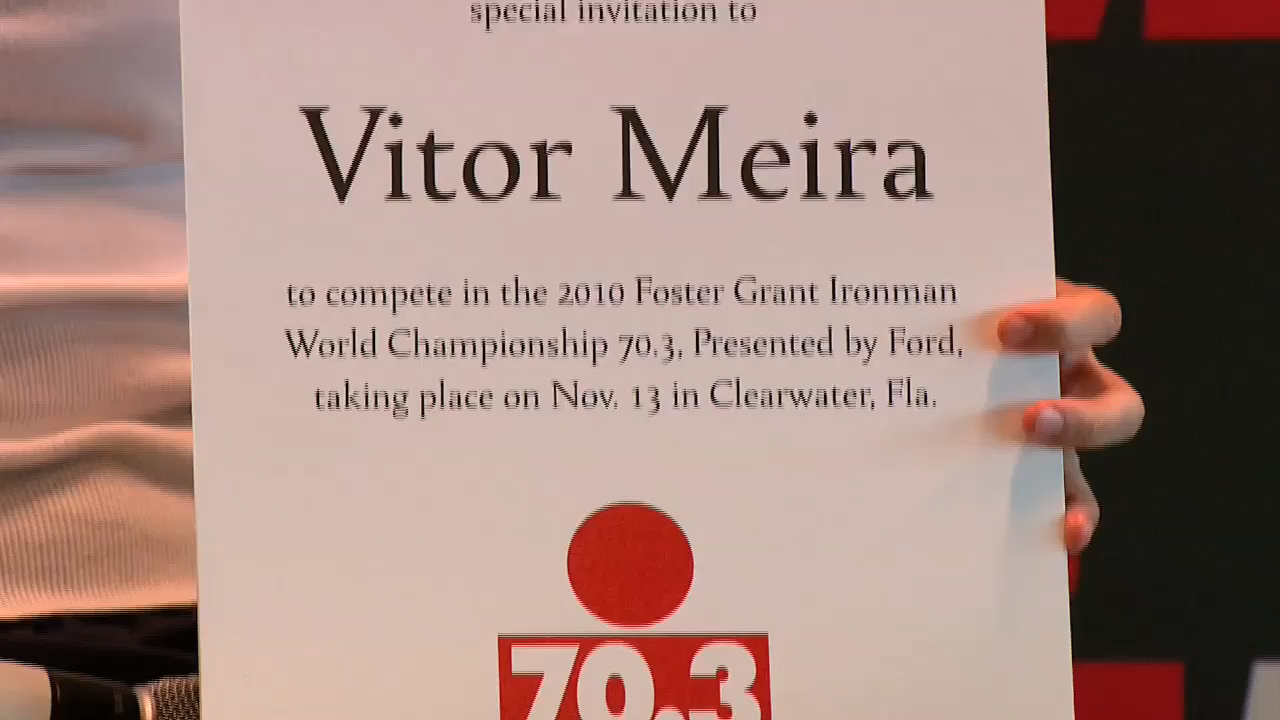 special invitation to
Vitor Meira
to compete in the 2010 Foster Grant Ironman
World Championship 70.3, Presented by Ford,
taking place on Nov. 13 in Clearwater, Fla.
70.3